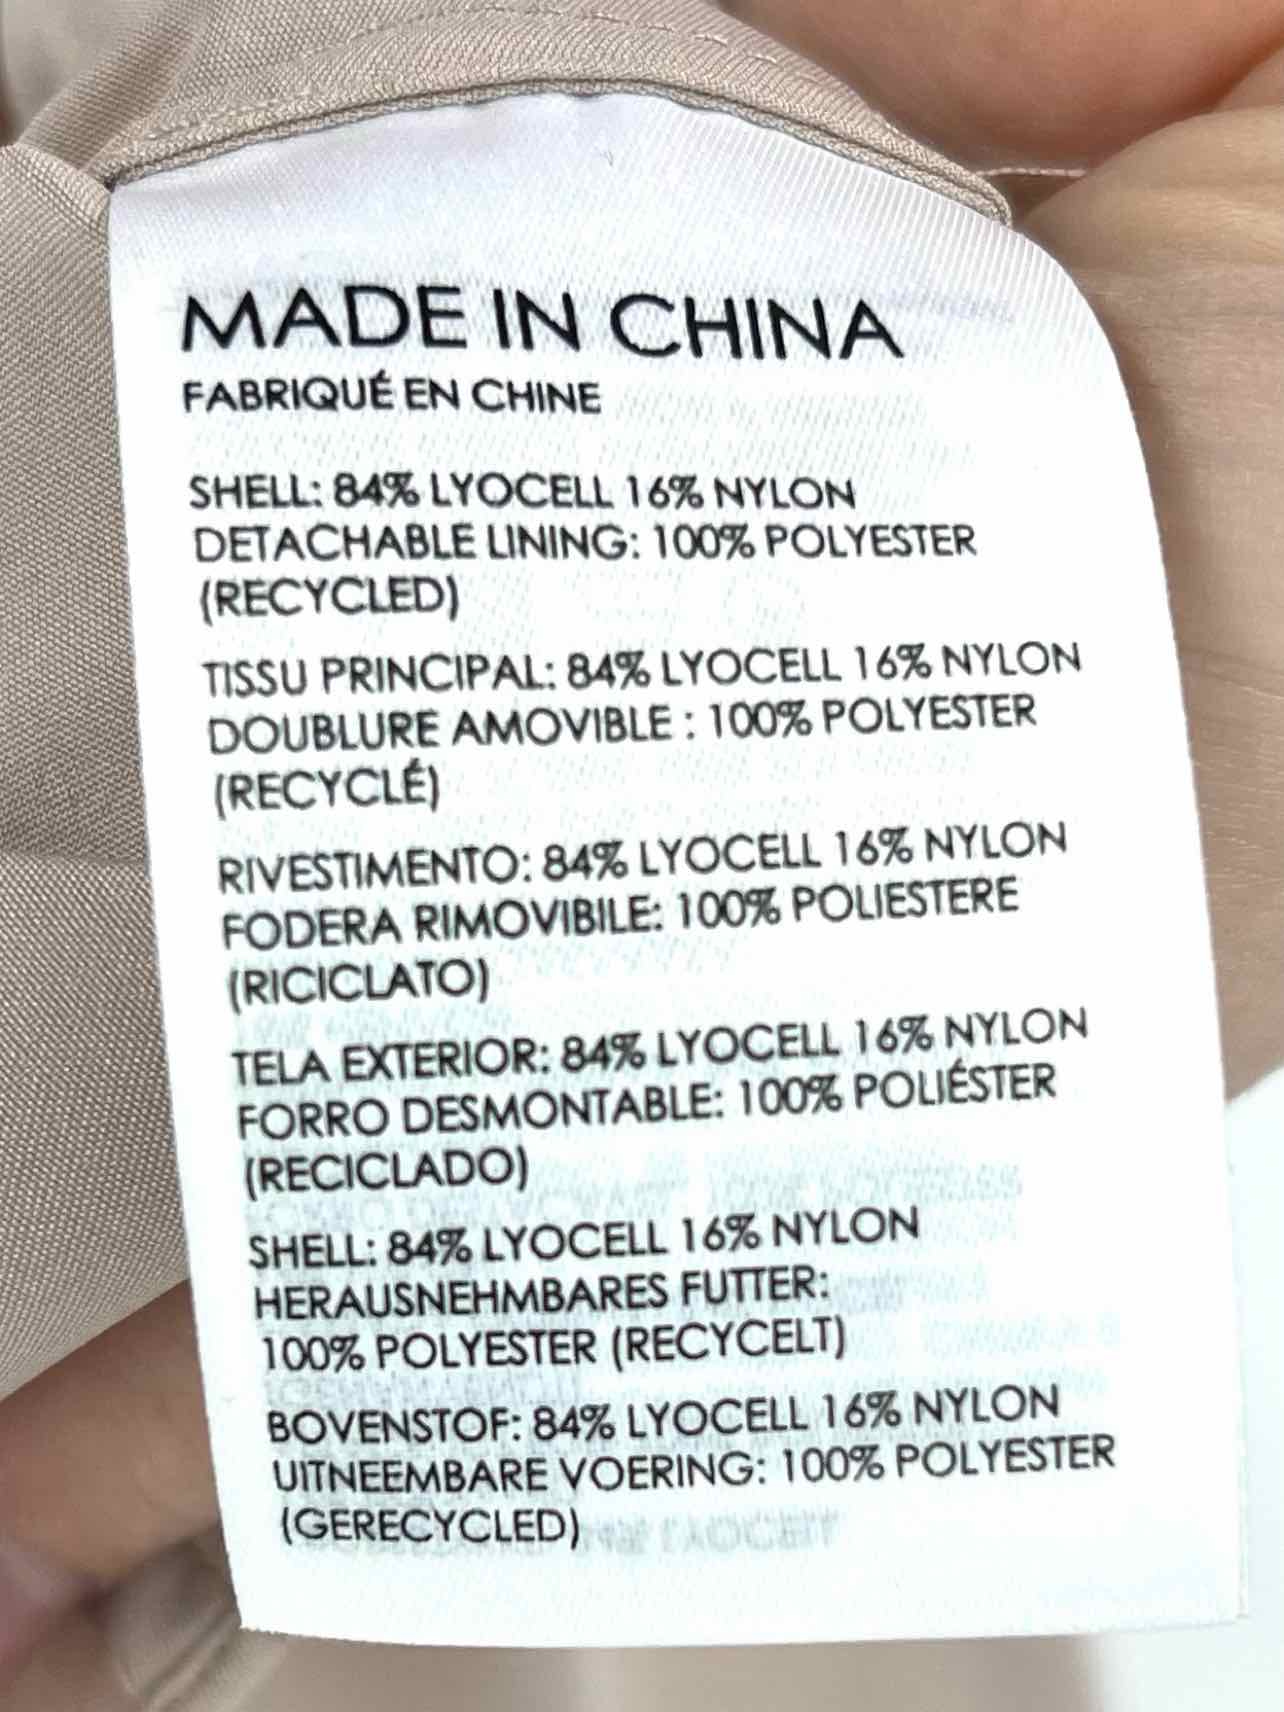 MADE IN CHINA
FABRIQUÉ EN CHINE
SHELL: 84% LYOCELL 16% NYLON
DETACHABLE LINING: 100% POLYESTER
(RECYCLED)
TISSU PRINCIPAL: 84% LYOCELL 16% NYLON
DOUBLURE AMOVIBLE : 100% POLYESTER
(RECYCLÉ)
RIVESTIMENTO: 84% LYOCELL 16% NYLON
FODERA RIMOVIBILE: 100% POLIESTERE
(RICICLATO)
TELA EXTERIOR: 84% LYOCELL 16% NYLON
FORRO DESMONTABLE: 100% POLIÉSTER
(RECICLADO)
SHELL: 84% LYOCELL 16% NYLON
HERAUSNEHMBARES FUTTER:
100% POLYESTER (RECYCELT)
BOVENSTOF: 84% LYOCELL 16% NYLON
UITNEEMBARE VOERING: 100% POLYESTER
(GERECYCLED)